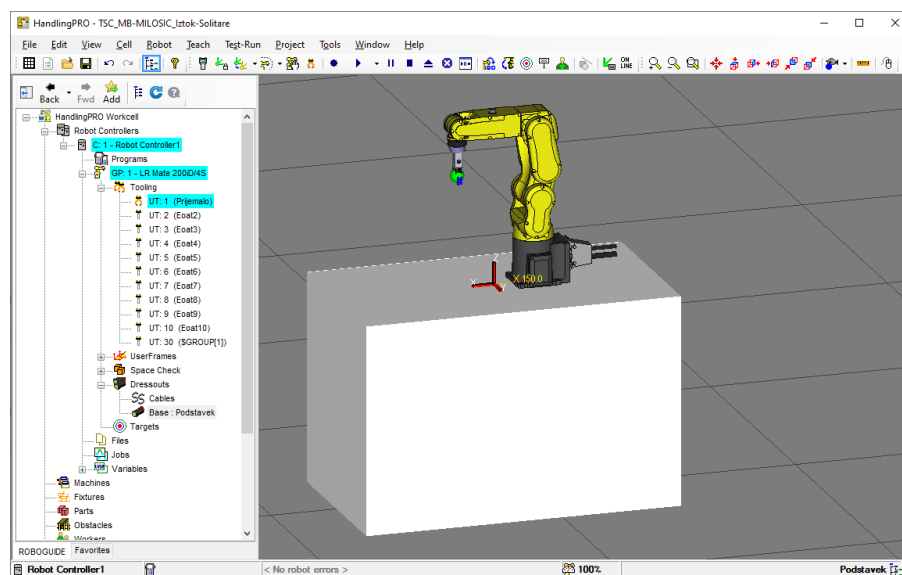 HandlingPRO - TSC_MB-MILOSIC_Iztok-Solitare
File Edit View Cell Robot Teach Test-Run Project Tools Window Help
ON LINE
Back Fwd Add
HandlingPRO Workcell
Robot Controllers
C: 1 - Robot Controller1
Programs
GP: 1 - LR Mate 200iD/4S
Tooling
UT: 1 (Prijemalo)
UT: 2 (Eoat2)
UT: 3 (Eoat3)
UT: 4 (Eoat4)
UT: 5 (Eoat5)
UT: 6 (Eoat6)
UT: 7 (Eoat7)
UT: 8 (Eoat8)
UT: 9 (Eoat9)
UT: 10 (Eoat10)
UT: 30 ($GROUP[1])
UserFrames
Space Check
Dressouts
Cables
Base : Podstavek
Targets
Files
Jobs
Variables
Machines
Fixtures
Parts
Obstacles
Workers
ROBOGUIDE Favorites
Z
X
Y
X 150.0
Robot Controller1
< No robot errors >
100%
Podstavek